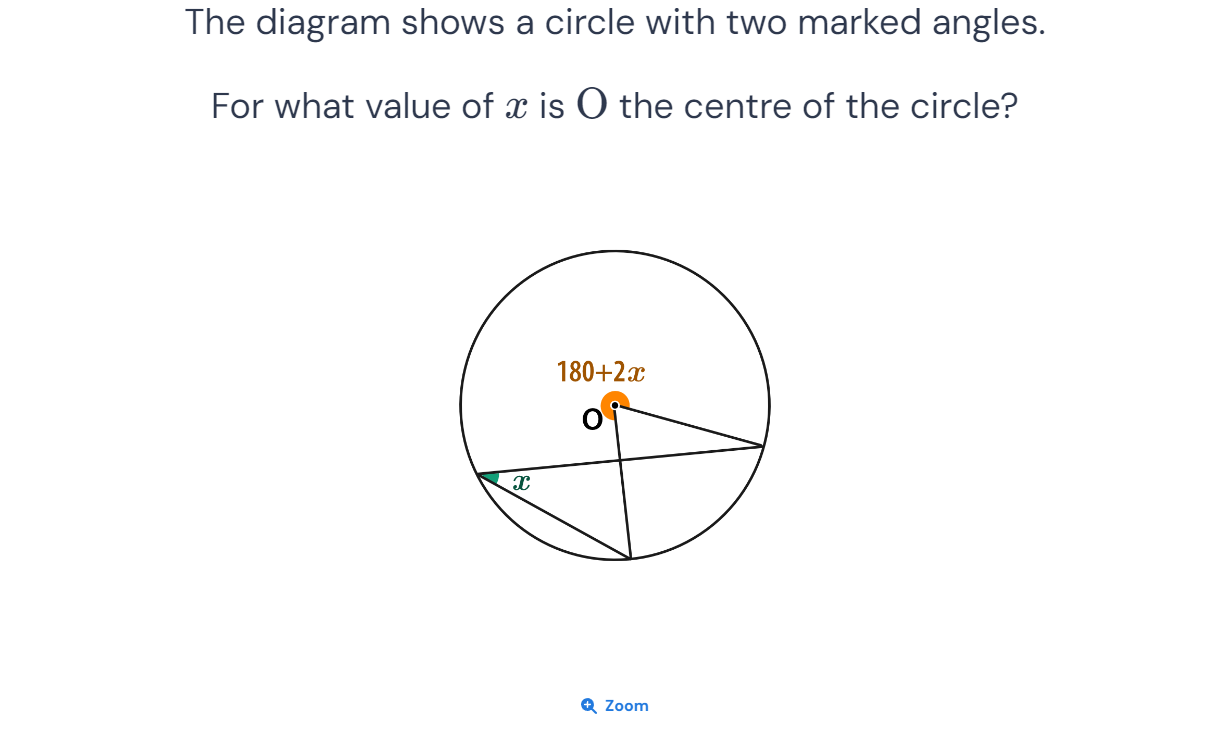 The diagram shows a circle with two marked angles.
For what value of x is O the centre of the circle?
180+2x
O
x
Zoom